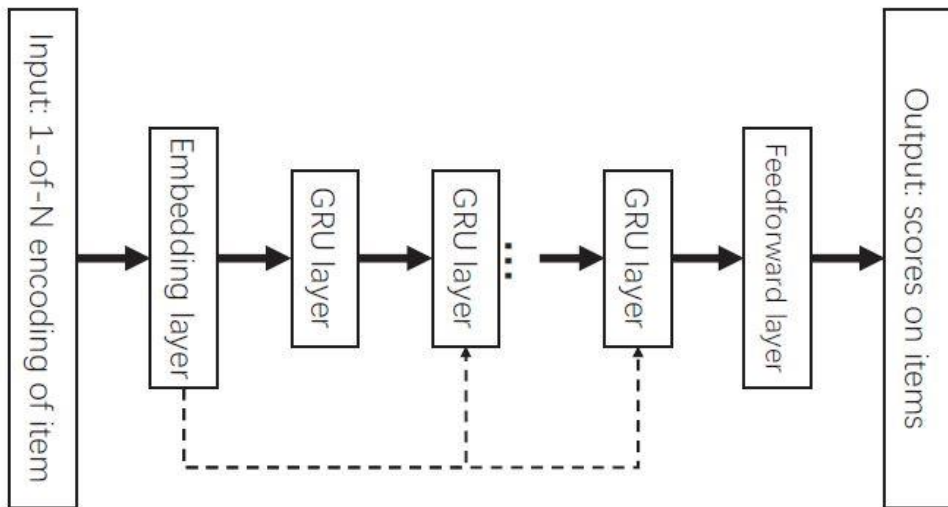 Input: 1-of-N encoding of item
Embedding layer
GRU layer
GRU layer
...
GRU layer
Feedforward layer
Output: scores on items